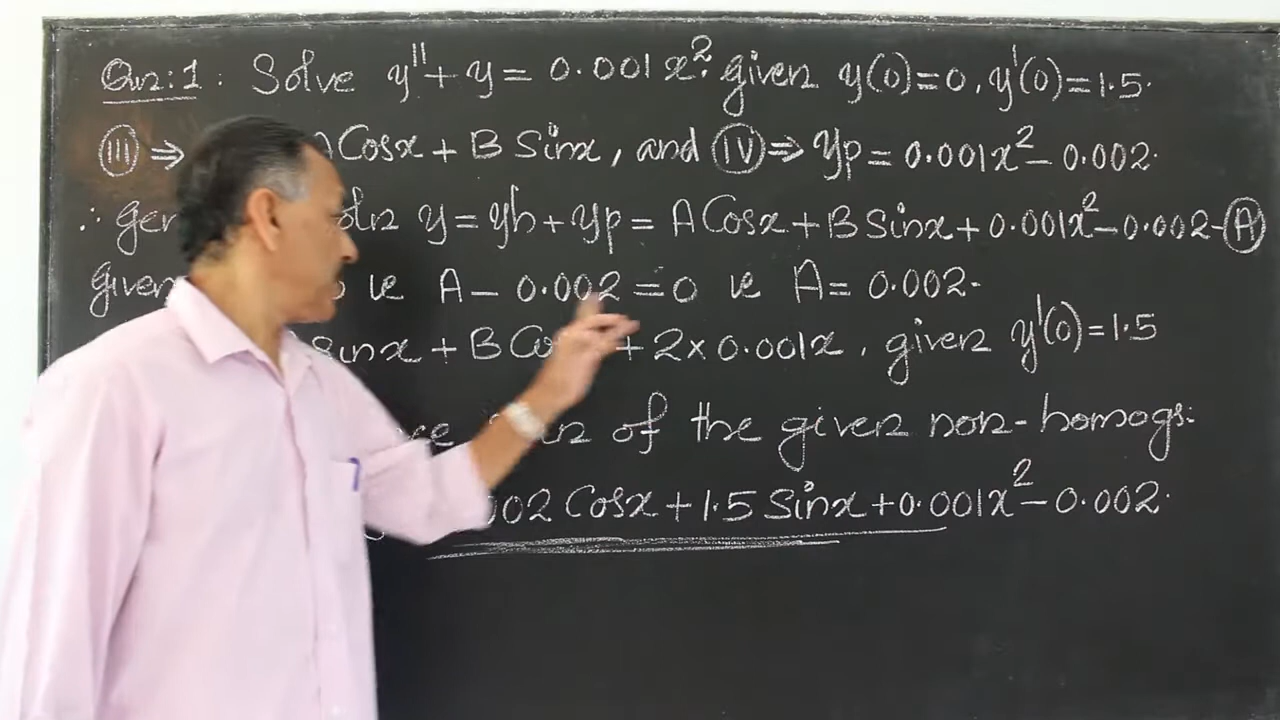 Qn:1: Solve y" + y = 0.001x². given y(0)=0, y'(0)=1.5.
(III) ⇒ A Cosx + B Sinx, and (IV) ⇒ yp = 0.001x² – 0.002.
∴ soln y = yh + yp = A Cosx + B Sinx + 0.001x² – 0.002 – (A)
given ie A – 0.002 = 0 ie A = 0.002.
Sinx + B + 2 × 0.001x, given y'(0) = 1.5
of the given non-homogs:
002 Cosx + 1.5 Sinx + 0.001x² – 0.002.